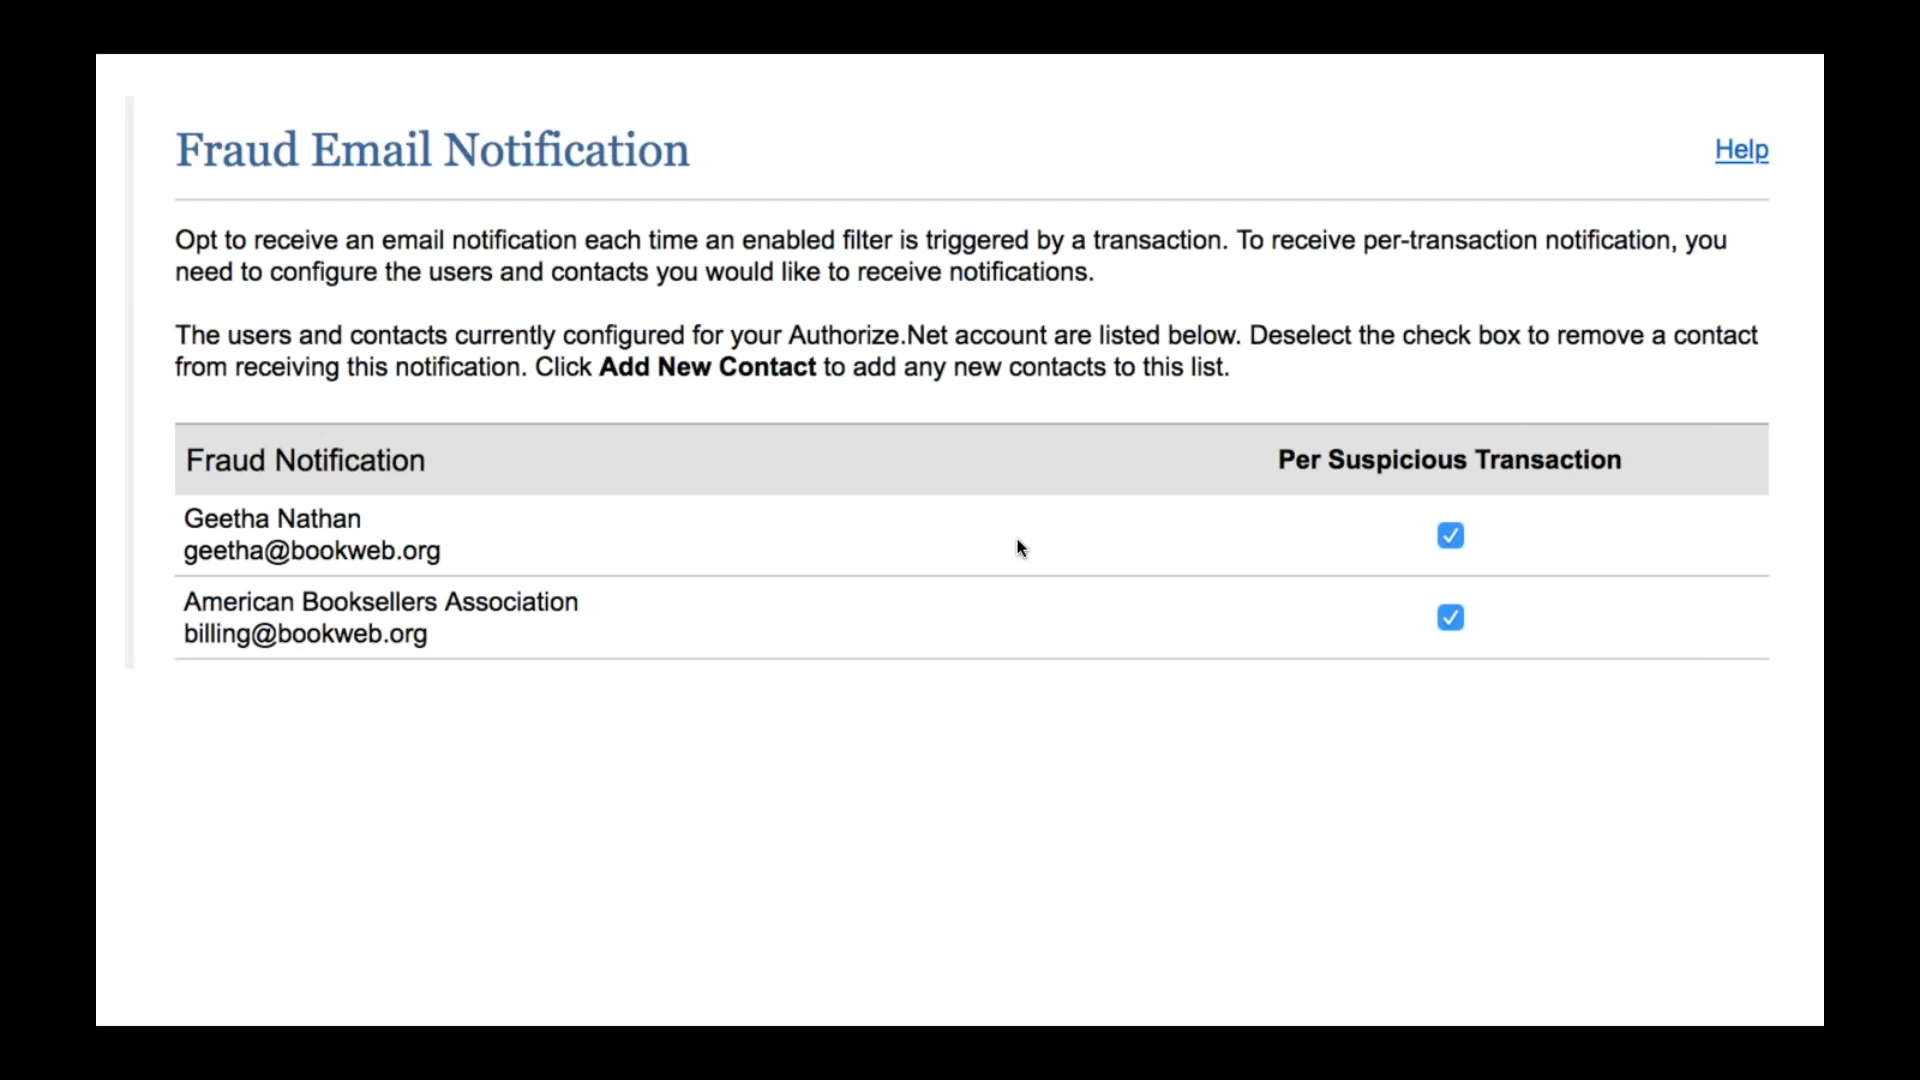 Fraud Email Notification
Help
Opt to receive an email notification each time an enabled filter is triggered by a transaction. To receive per-transaction notification, you
need to configure the users and contacts you would like to receive notifications.
The users and contacts currently configured for your Authorize.Net account are listed below. Deselect the check box to remove a contact
from receiving this notification. Click Add New Contact to add any new contacts to this list.
Fraud Notification
Per Suspicious Transaction
Geetha Nathan
geetha@bookweb.org
American Booksellers Association
billing@bookweb.org